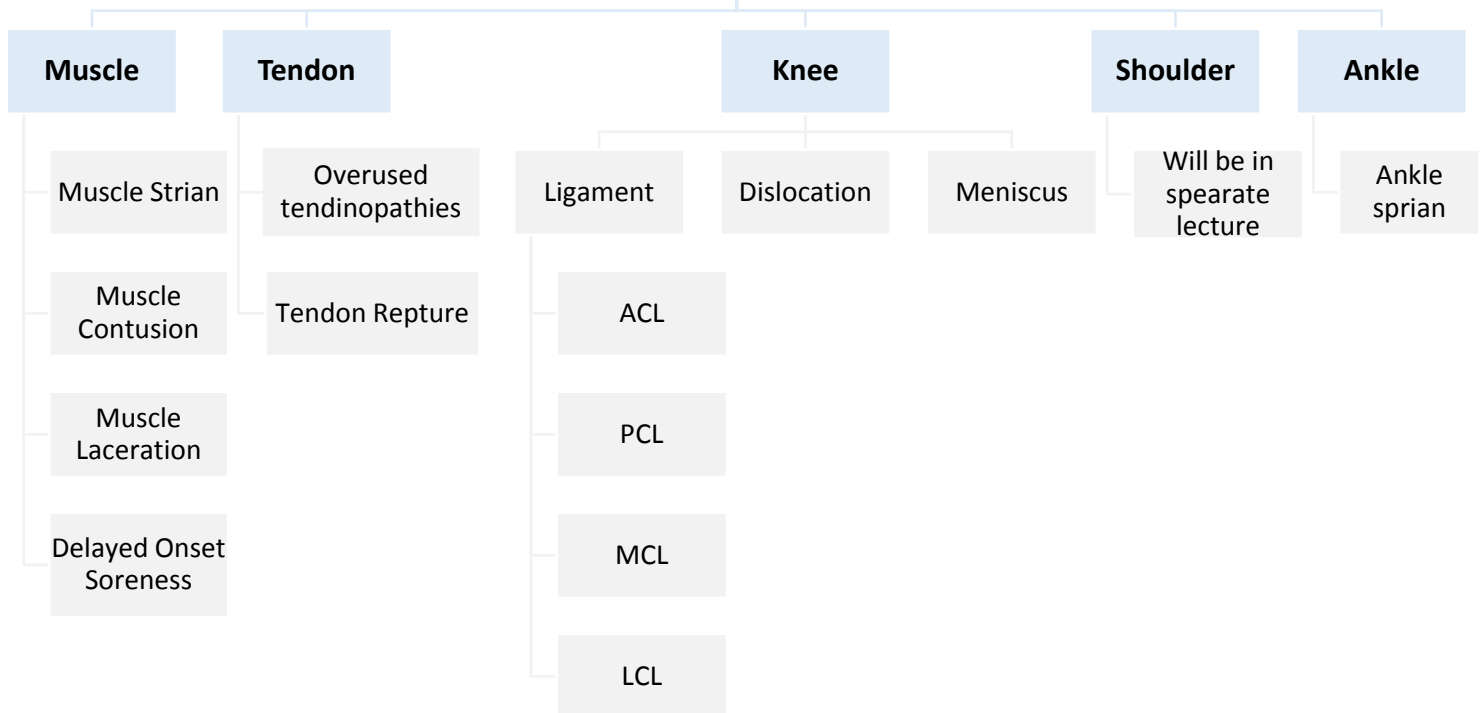 Muscle
Tendon
Knee
Shoulder
Ankle
Muscle Strian
Overused
tendinopathies
Ligament
Dislocation
Meniscus
Will be in
spearate
lecture
Ankle
sprian
Muscle
Contusion
Tendon Repture
ACL
Muscle
Laceration
PCL
Delayed Onset
Soreness
MCL
LCL